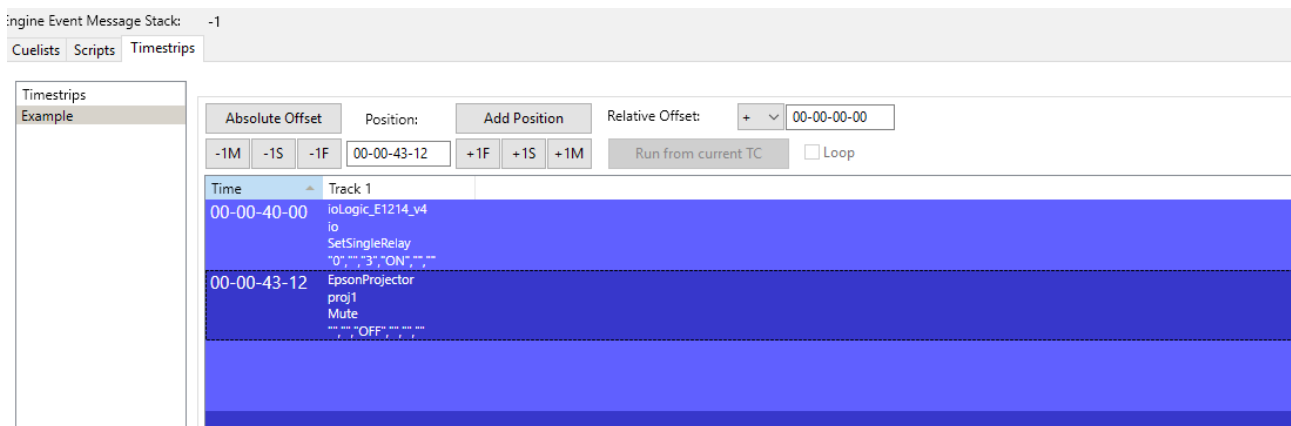 Engine Event Message Stack: -1
Cuelists Scripts Timestrips
Timestrips
Example
Absolute Offset Position: Add Position Relative Offset: + 00-00-00-00
-1M -1S -1F 00-00-43-12 +1F +1S +1M Run from current TC Loop
Time Track 1
00-00-40-00 ioLogic_E1214_v4
io
SetSingleRelay
"0","","3","ON","",""
00-00-43-12 EpsonProjector
proj1
Mute
"","","OFF","","",""